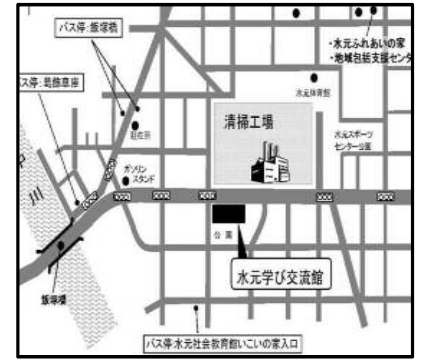 バス停:飯塚橋
・水元ふれあいの家
・地域包括支援センタ
バス停:葛飾車庫
水元体育館
清掃工場
駐在所
水元スポーツ
センター公園
ガソリン
スタンド
川
公園
水元学び交流館
飯塚橋
バス停:水元社会教育館いこいの家入口